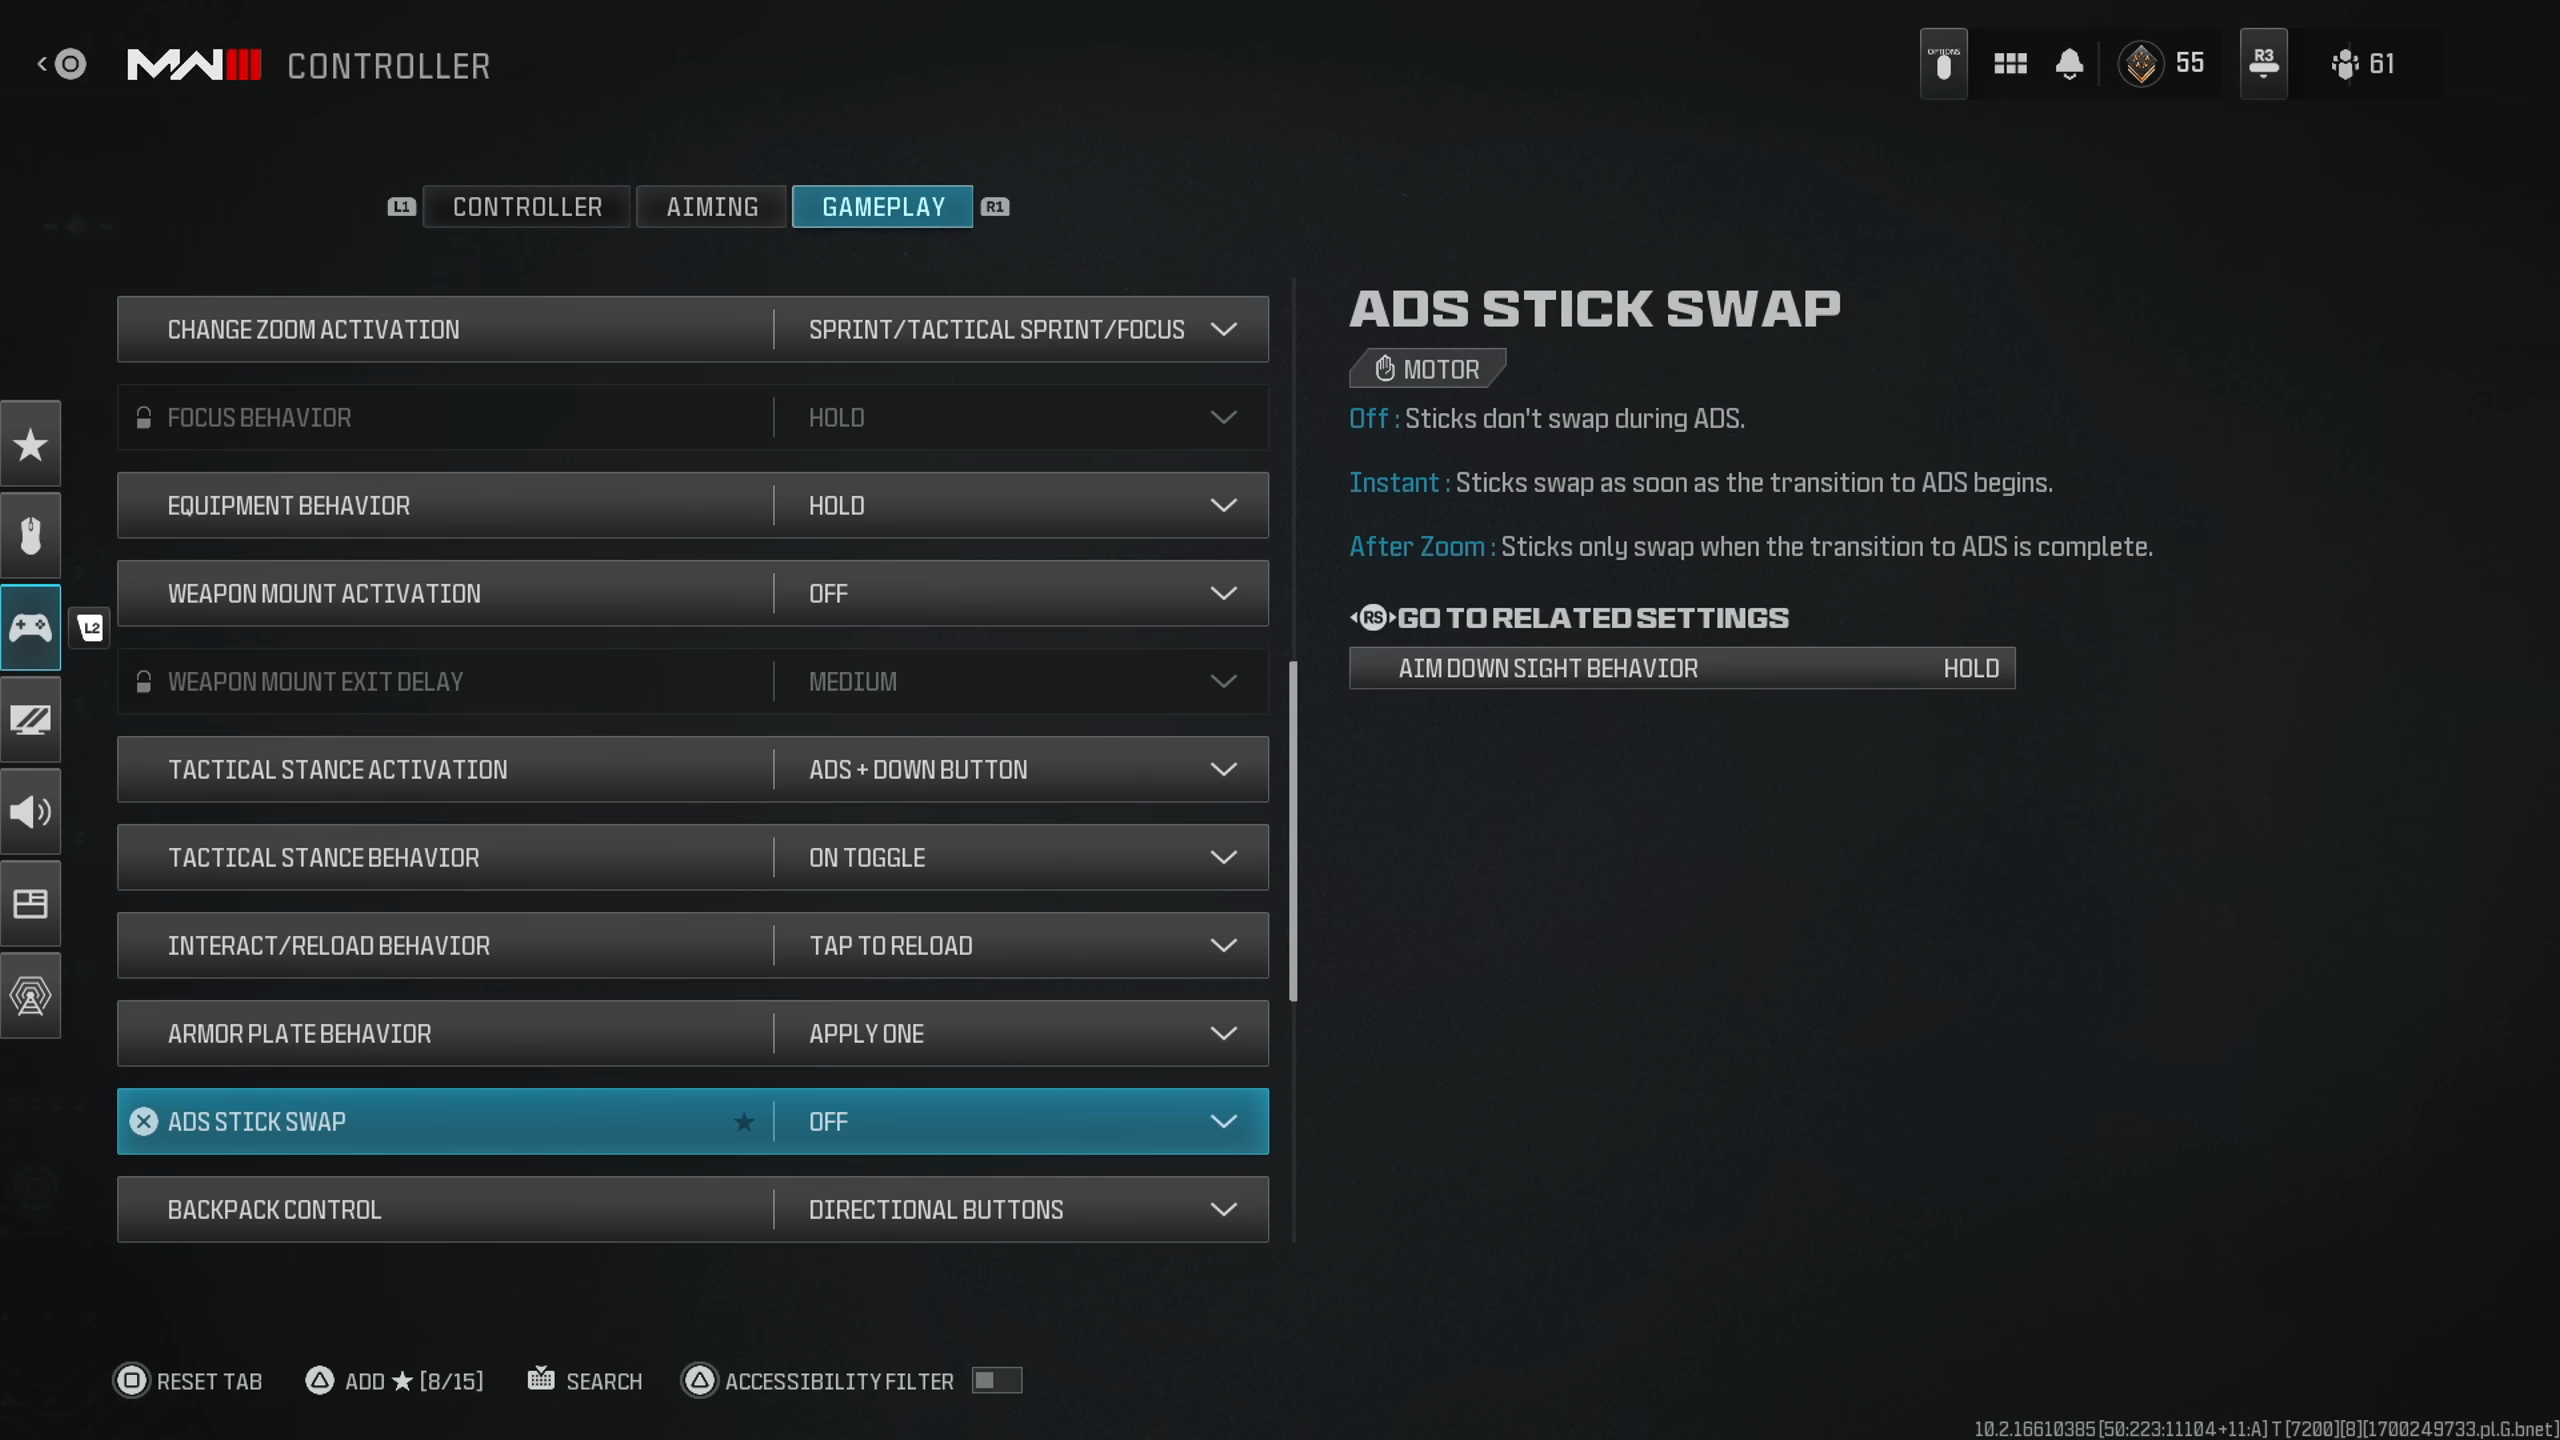 MWIII CONTROLLER
OPTIONS
55
R3
61
L1 CONTROLLER AIMING GAMEPLAY R1
CHANGE ZOOM ACTIVATION SPRINT/TACTICAL SPRINT/FOCUS
FOCUS BEHAVIOR HOLD
EQUIPMENT BEHAVIOR HOLD
WEAPON MOUNT ACTIVATION OFF
L2
WEAPON MOUNT EXIT DELAY MEDIUM
TACTICAL STANCE ACTIVATION ADS + DOWN BUTTON
TACTICAL STANCE BEHAVIOR ON TOGGLE
INTERACT/RELOAD BEHAVIOR TAP TO RELOAD
ARMOR PLATE BEHAVIOR APPLY ONE
ADS STICK SWAP OFF
BACKPACK CONTROL DIRECTIONAL BUTTONS
ADS STICK SWAP
MOTOR
Off : Sticks don't swap during ADS.
Instant : Sticks swap as soon as the transition to ADS begins.
After Zoom : Sticks only swap when the transition to ADS is complete.
RS GO TO RELATED SETTINGS
AIM DOWN SIGHT BEHAVIOR HOLD
RESET TAB ADD ★ [8/15] SEARCH ACCESSIBILITY FILTER
10.2.16610385 [50:223:11104+11:A] T [7200][8][1700249733.pl.G.bnet]